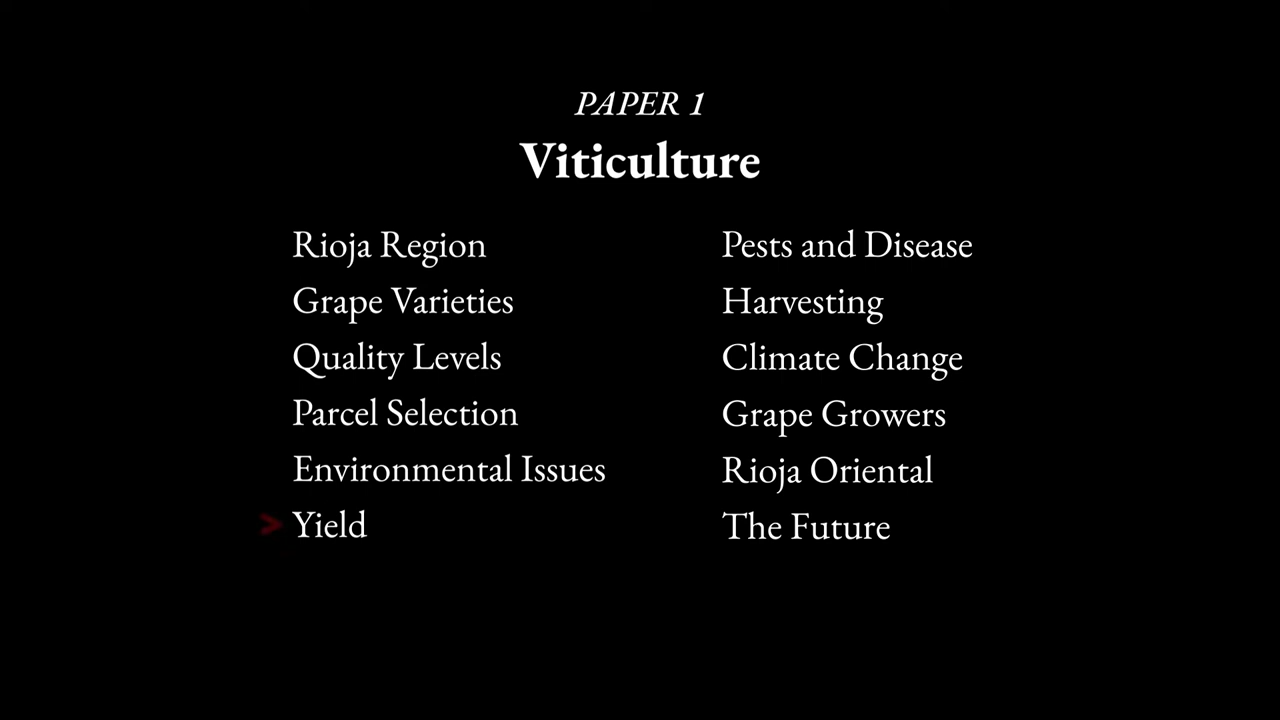 PAPER 1
Viticulture
Rioja Region
Grape Varieties
Quality Levels
Parcel Selection
Environmental Issues
> Yield
Pests and Disease
Harvesting
Climate Change
Grape Growers
Rioja Oriental
The Future